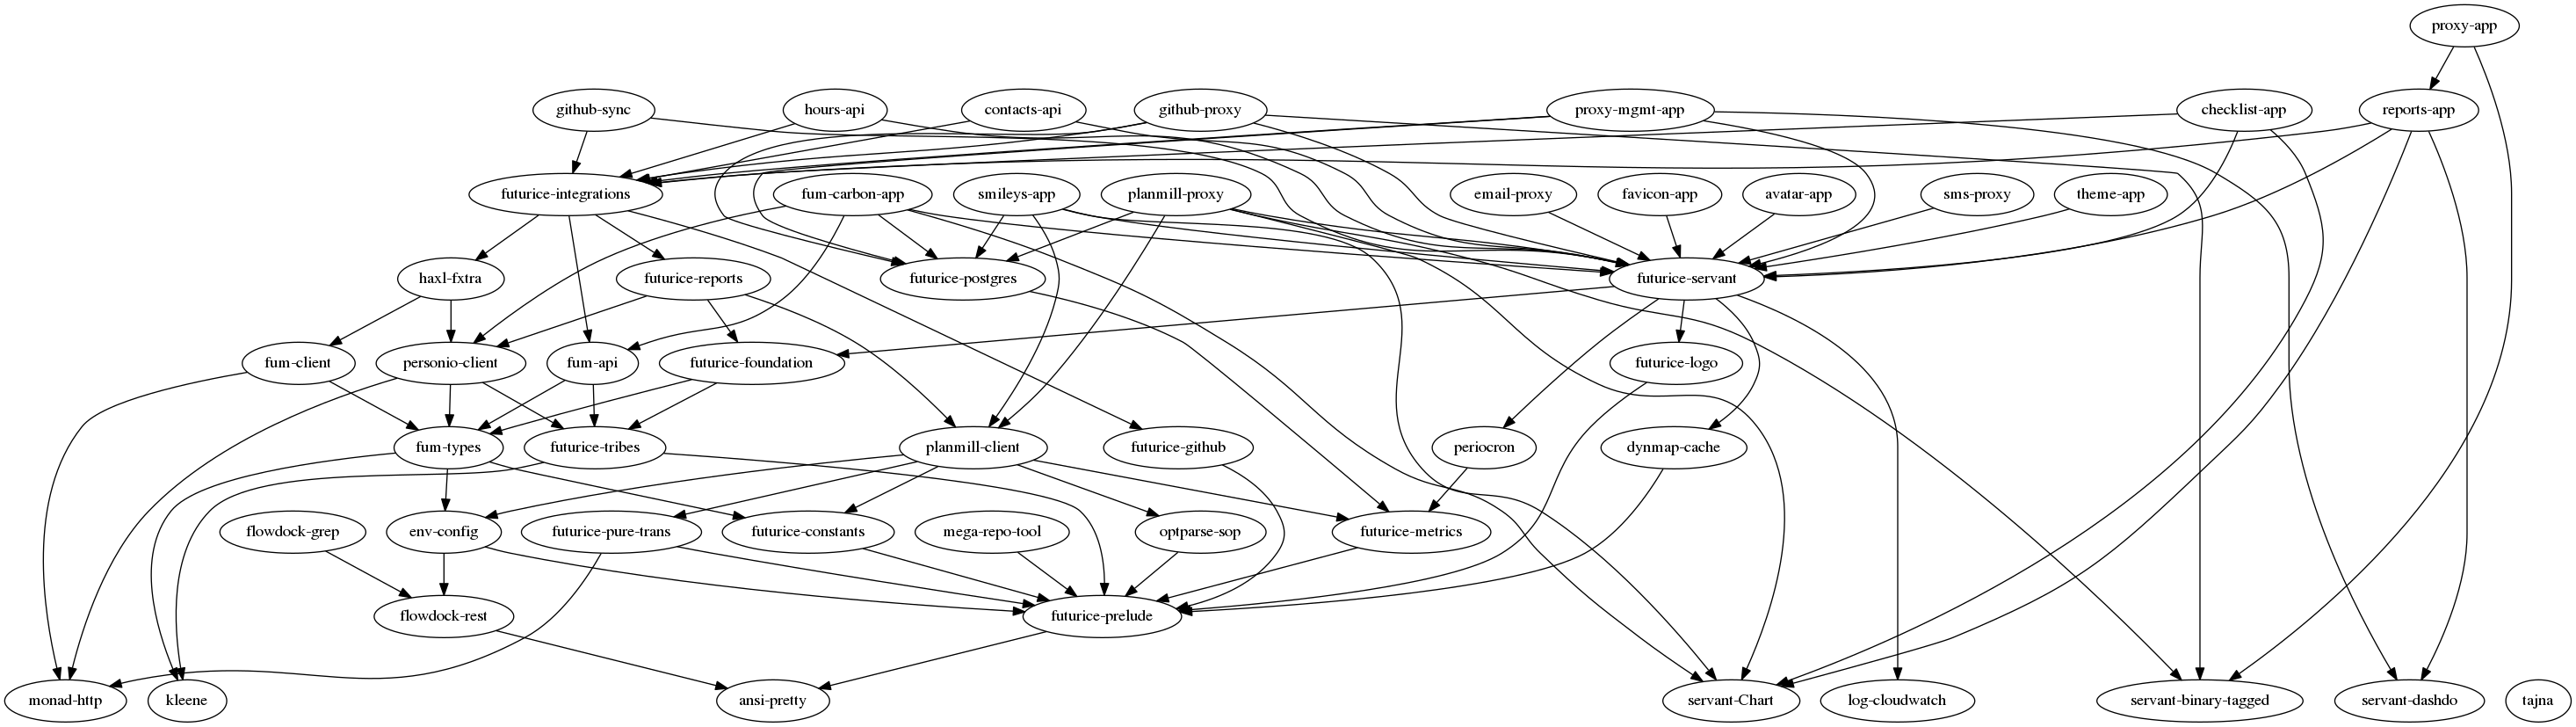 proxy-app
github-sync
hours-api
contacts-api
github-proxy
proxy-mgmt-app
checklist-app
reports-app
futurice-integrations
fum-carbon-app
smileys-app
planmill-proxy
email-proxy
favicon-app
avatar-app
sms-proxy
theme-app
haxl-fxtra
futurice-reports
futurice-postgres
futurice-servant
fum-client
personio-client
fum-api
futurice-foundation
futurice-logo
fum-types
futurice-tribes
planmill-client
futurice-github
periocron
dynmap-cache
flowdock-grep
env-config
futurice-pure-trans
futurice-constants
mega-repo-tool
optparse-sop
futurice-metrics
flowdock-rest
futurice-prelude
monad-http
kleene
ansi-pretty
servant-Chart
log-cloudwatch
servant-binary-tagged
servant-dashdo
tajna